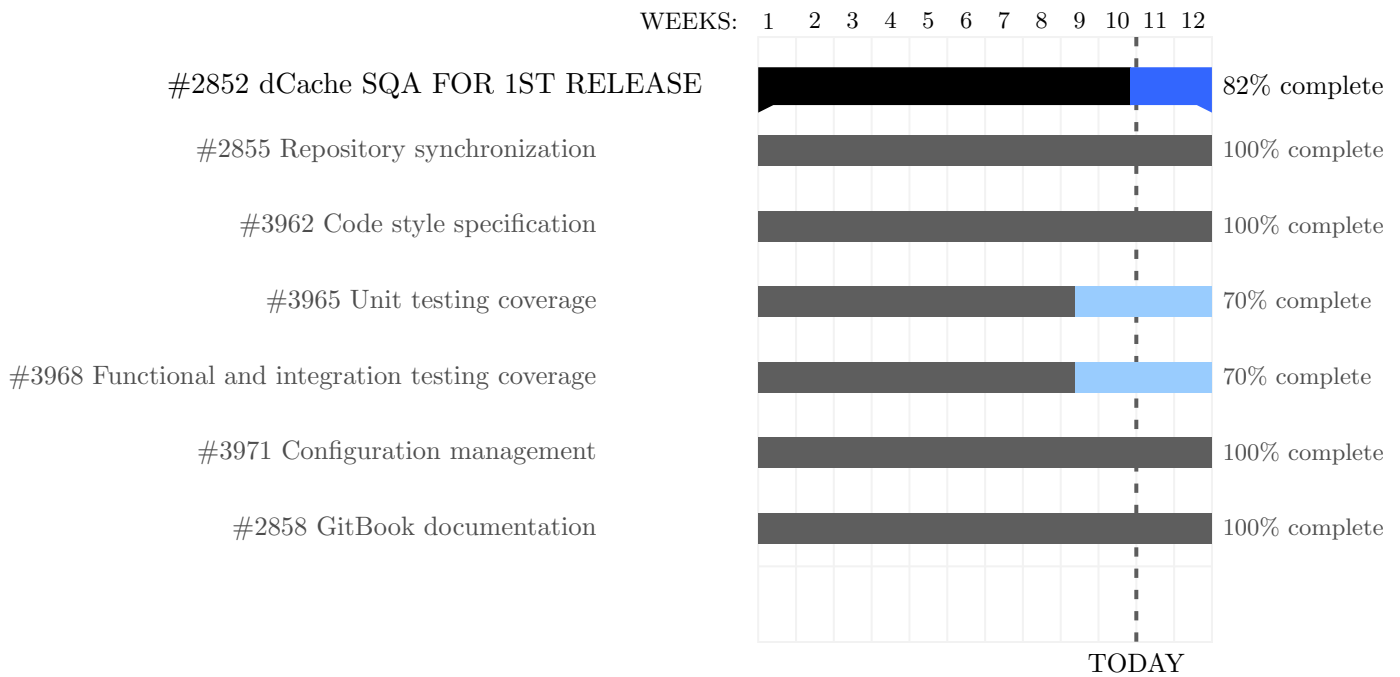 WEEKS: 1 2 3 4 5 6 7 8 9 10 11 12
#2852 dCache SQA FOR 1ST RELEASE 82% complete
#2855 Repository synchronization 100% complete
#3962 Code style specification 100% complete
#3965 Unit testing coverage 70% complete
#3968 Functional and integration testing coverage 70% complete
#3971 Configuration management 100% complete
#2858 GitBook documentation 100% complete
TODAY